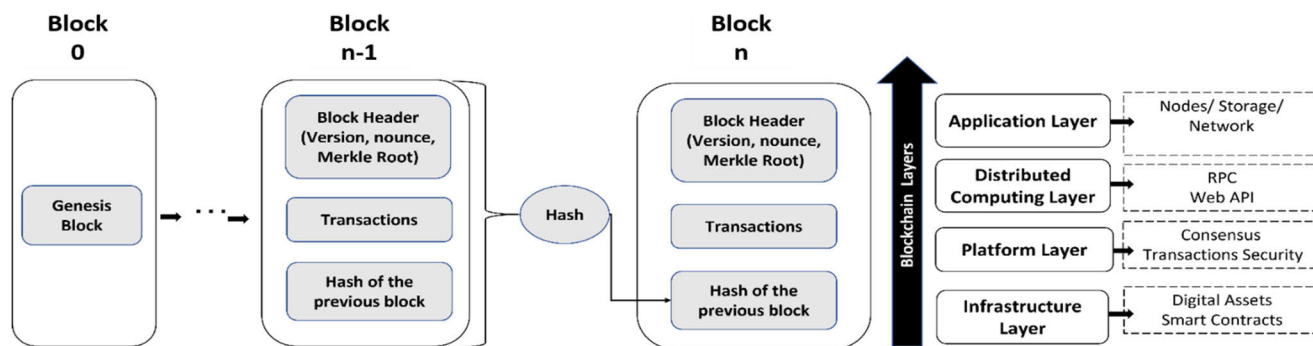 Block
0
Genesis
Block
...
Block
n-1
Block Header
(Version, nounce,
Merkle Root)
Transactions
Hash of the
previous block
Hash
Block
n
Block Header
(Version, nounce,
Merkle Root)
Transactions
Hash of the
previous block
Blockchain Layers
Application Layer
Nodes/ Storage/
Network
Distributed
Computing Layer
RPC
Web API
Platform Layer
Consensus
Transactions Security
Infrastructure
Layer
Digital Assets
Smart Contracts